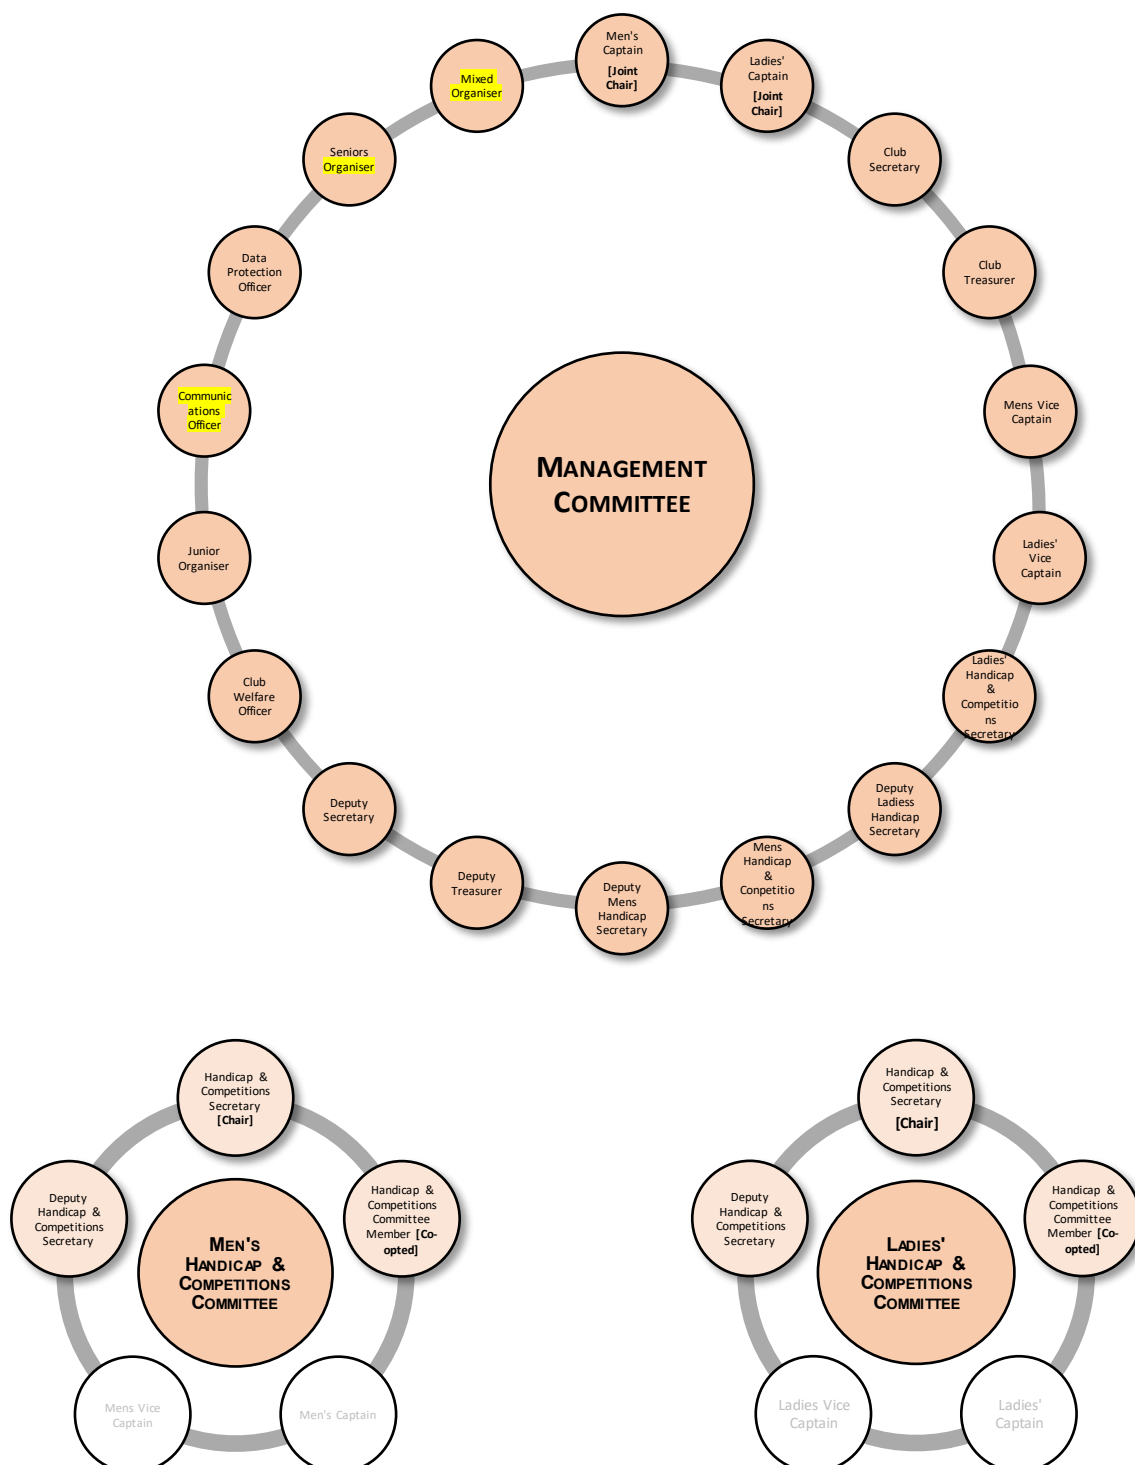 Men's
Captain
[Joint
Chair]
Ladies'
Captain
[Joint
Chair]
Club
Secretary
Club
Treasurer
Mens Vice
Captain
Ladies'
Vice
Captain
Ladies'
Handicap
&
Competitio
ns
Secretary
Deputy
Ladiess
Handicap
Secretary
Mens
Handicap
&
Conpetitio
ns
Secretary
Deputy
Mens
Handicap
Secretary
Deputy
Treasurer
Deputy
Secretary
Club
Welfare
Officer
Junior
Organiser
Communic
ations
Officer
Data
Protection
Officer
Seniors
Organiser
Mixed
Organiser
MANAGEMENT
COMMITTEE
Handicap &
Competitions
Secretary
[Chair]
Handicap &
Competitions
Committee
Member [Co-
opted]
Men's Captain
Mens Vice
Captain
Deputy
Handicap &
Competitions
Secretary
MEN'S
HANDICAP &
COMPETITIONS
COMMITTEE
Handicap &
Competitions
Secretary
[Chair]
Handicap &
Competitions
Committee
Member [Co-
opted]
Ladies'
Captain
Ladies Vice
Captain
Deputy
Handicap &
Competitions
Secretary
LADIES'
HANDICAP &
COMPETITIONS
COMMITTEE